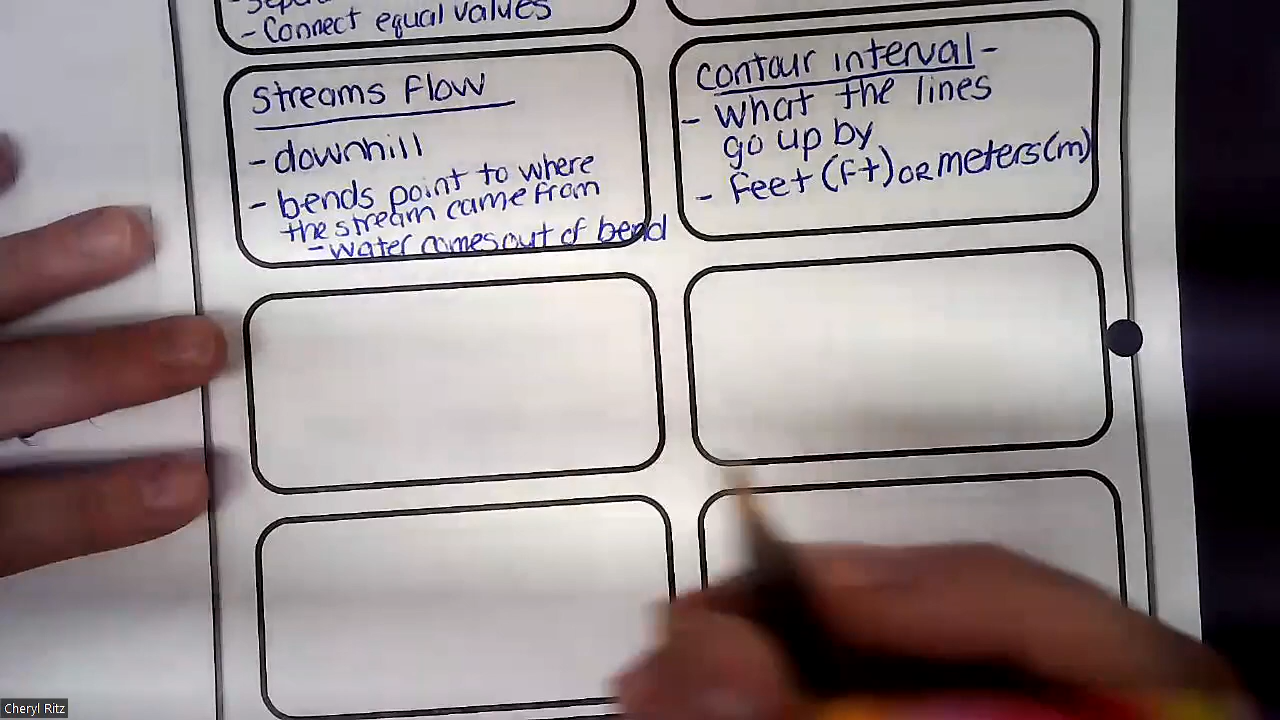 - Connect equal values
Streams Flow
- downhill
- bends point to where
the stream came from
- water comes out of bend
contour interval -
- what the lines
go up by
- Feet (Ft) OR meters (m)
Cheryl Ritz